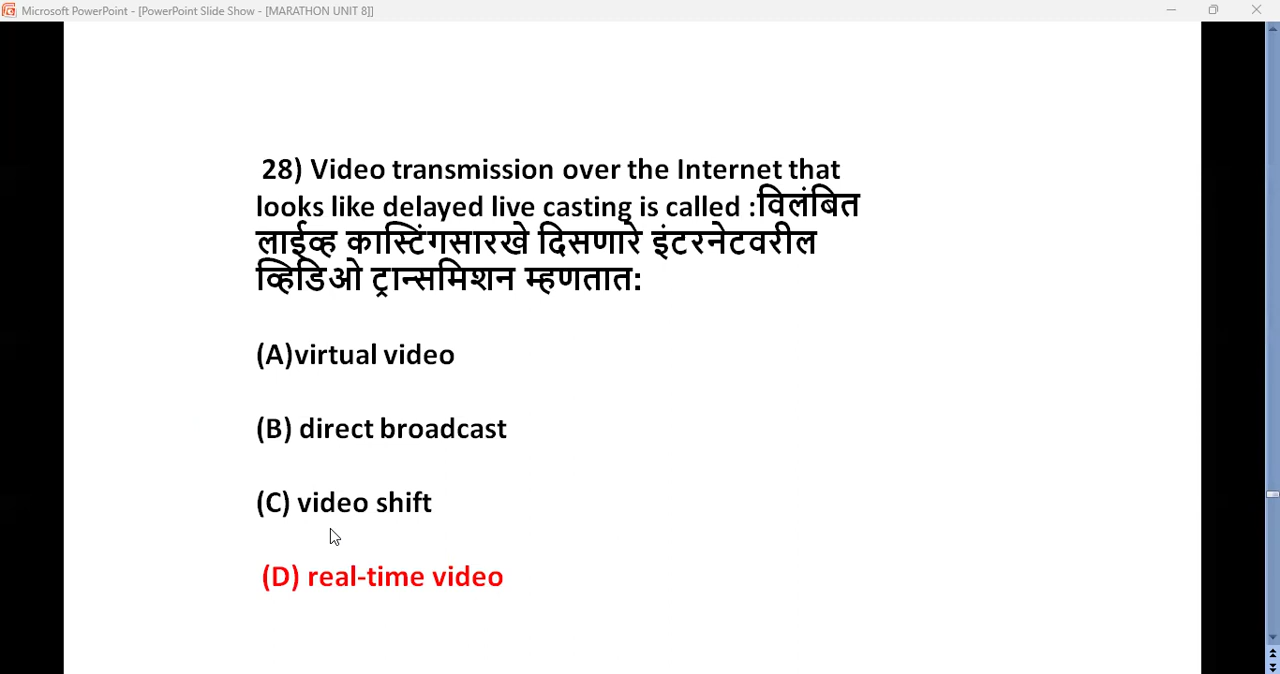 Microsoft PowerPoint - [PowerPoint Slide Show - [MARATHON UNIT 8]]
28) Video transmission over the Internet that
looks like delayed live casting is called :विलंबित
लाईव्ह कास्टिंगसारखे दिसणारे इंटरनेटवरील
व्हिडिओ ट्रान्समिशन म्हणतात:
(A)virtual video
(B) direct broadcast
(C) video shift
(D) real-time video